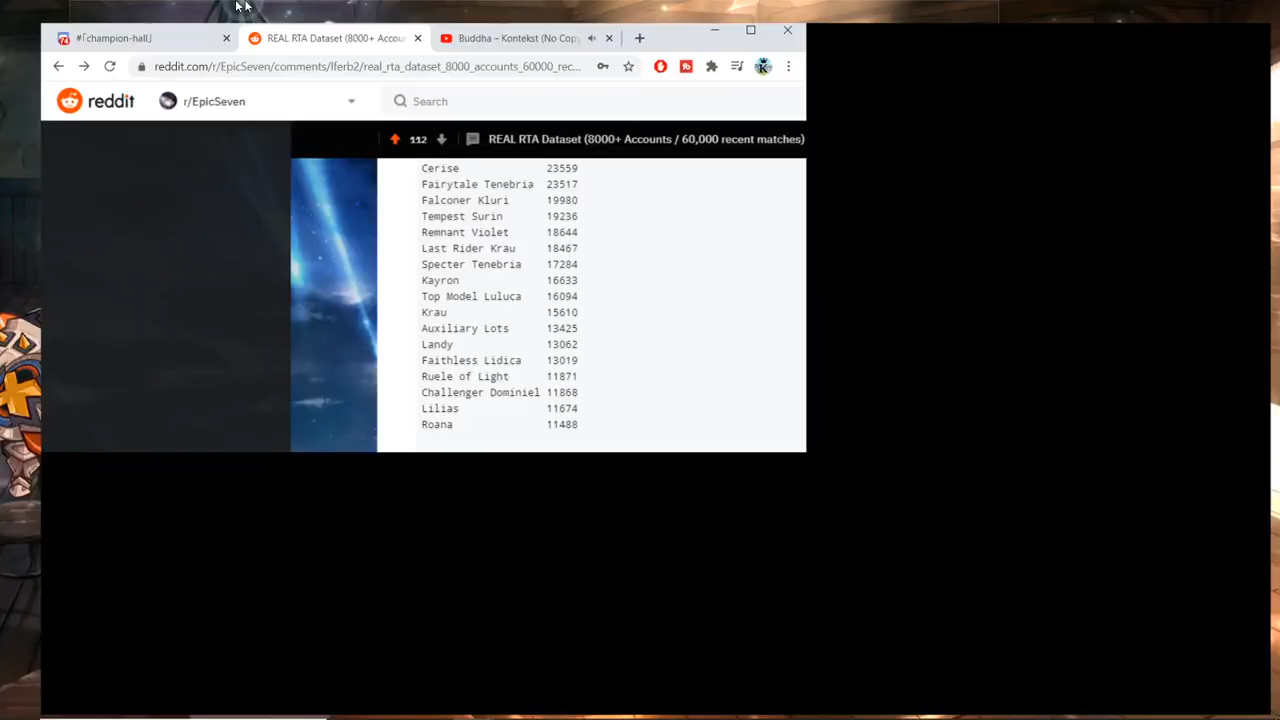 #「champion-hall」
REAL RTA Dataset (8000+ Accour
Buddha – Kontekst (No Copy
reddit.com/r/EpicSeven/comments/lferb2/real_rta_dataset_8000_accounts_60000_rec...
reddit
r/EpicSeven
Search
112
REAL RTA Dataset (8000+ Accounts / 60,000 recent matches)
Cerise 23559
Fairytale Tenebria 23517
Falconer Kluri 19980
Tempest Surin 19236
Remnant Violet 18644
Last Rider Krau 18467
Specter Tenebria 17284
Kayron 16633
Top Model Luluca 16094
Krau 15610
Auxiliary Lots 13425
Landy 13062
Faithless Lidica 13019
Ruele of Light 11871
Challenger Dominiel 11868
Lilias 11674
Roana 11488